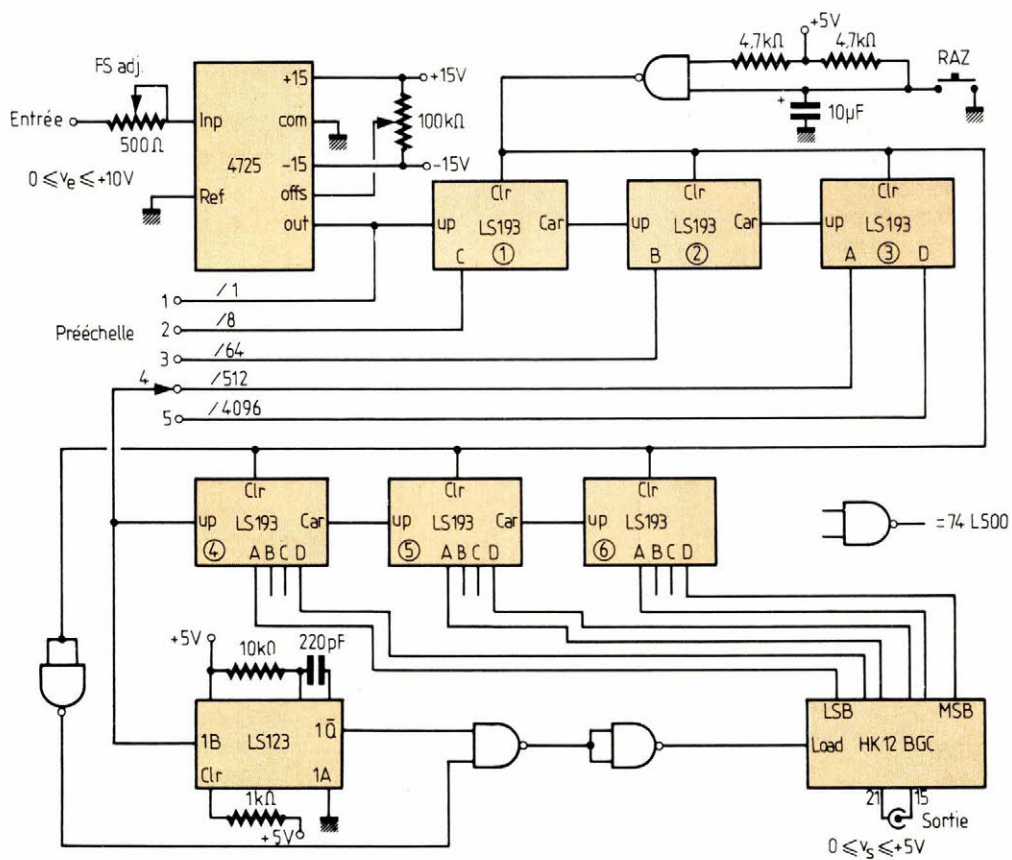 +5V
4,7kΩ 4,7kΩ
RAZ
FS adj.
+15 +15V
Entrée
500Ω
Inp
com
100kΩ
+
10µF
4725
-15 -15V
0 ≤ ve ≤ +10V
Ref
offs
out
Clr
up LS193 Car
C ①
Clr
up LS193 Car
B ②
Clr
up LS193
A ③ D
1 /1
Prééchelle
2 /8
3 /64
4 /512
5 /4096
Clr
up LS193 Car
④ A B C D
Clr
up LS193 Car
⑤ A B C D
Clr
up LS193
⑥ A B C D
= 74 LS00
+5V
10kΩ 220pF
1B LS123 1Q̄
Clr 1A
1kΩ
+5V
LSB MSB
Load HK 12 BGC
21 15
Sortie
0 ≤ vs ≤ +5V